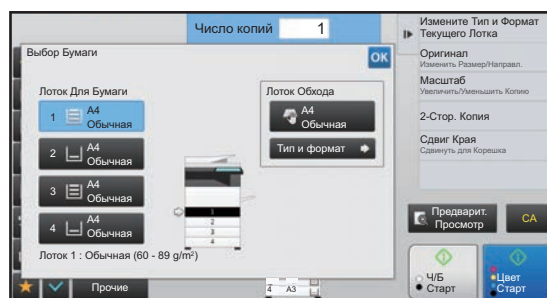 Число копий 1
Выбор Бумаги
OK
Лоток Для Бумаги
1 A4
Обычная
2 A4
Обычная
3 A4
Обычная
4 A4
Обычная
Лоток 1 : Обычная (60 - 89 g/m²)
1
2
3
4
Лоток Обхода
A4
Обычная
Тип и формат
Прочие
4 A3
Измените Тип и Формат
Текущего Лотка
Оригинал
Изменить Размер/Направл.
Масштаб
Увеличить/Уменьшить Копию
2-Стор. Копия
Сдвиг Края
Сдвинуть для Корешка
Предварит.
Просмотр
CA
Ч/Б
Старт
Цвет
Старт